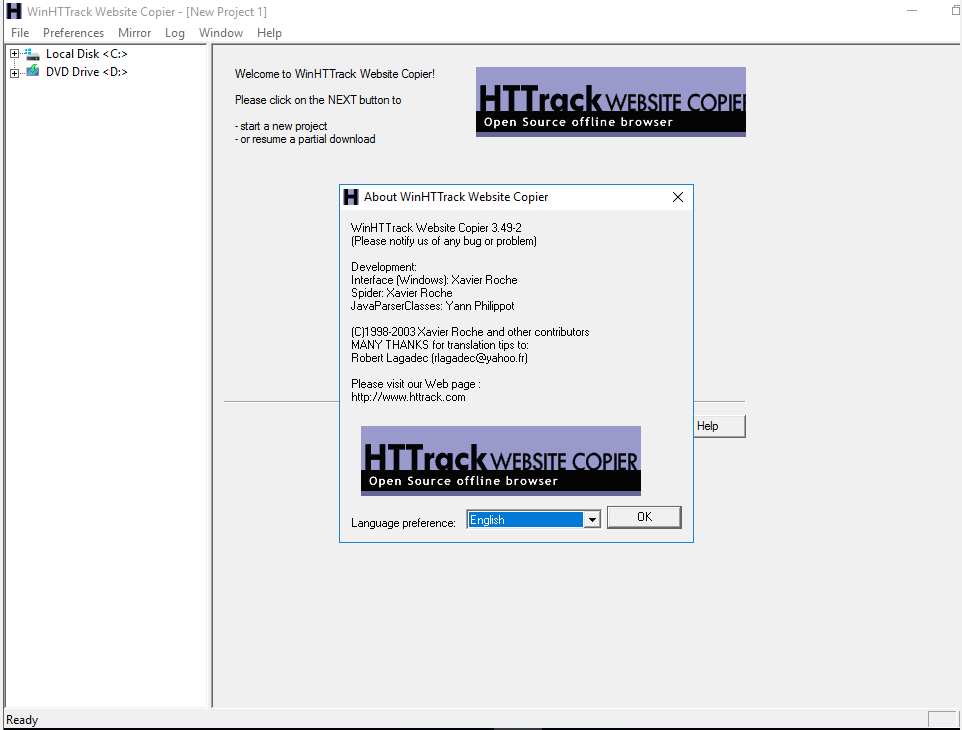 WinHTTrack Website Copier - [New Project 1]
File Preferences Mirror Log Window Help
Local Disk <C:>
DVD Drive <D:>
Welcome to WinHTTrack Website Copier!
Please click on the NEXT button to
- start a new project
- or resume a partial download
HTTrack WEBSITE COPIER
Open Source offline browser
About WinHTTrack Website Copier
WinHTTrack Website Copier 3.49-2
(Please notify us of any bug or problem)
Development:
Interface (Windows): Xavier Roche
Spider: Xavier Roche
JavaParserClasses: Yann Philippot
(C)1998-2003 Xavier Roche and other contributors
MANY THANKS for translation tips to:
Robert Lagadec (rlagadec@yahoo.fr)
Please visit our Web page :
http://www.httrack.com
HTTrack WEBSITE COPIER
Open Source offline browser
Language preference: English OK
Help
Ready